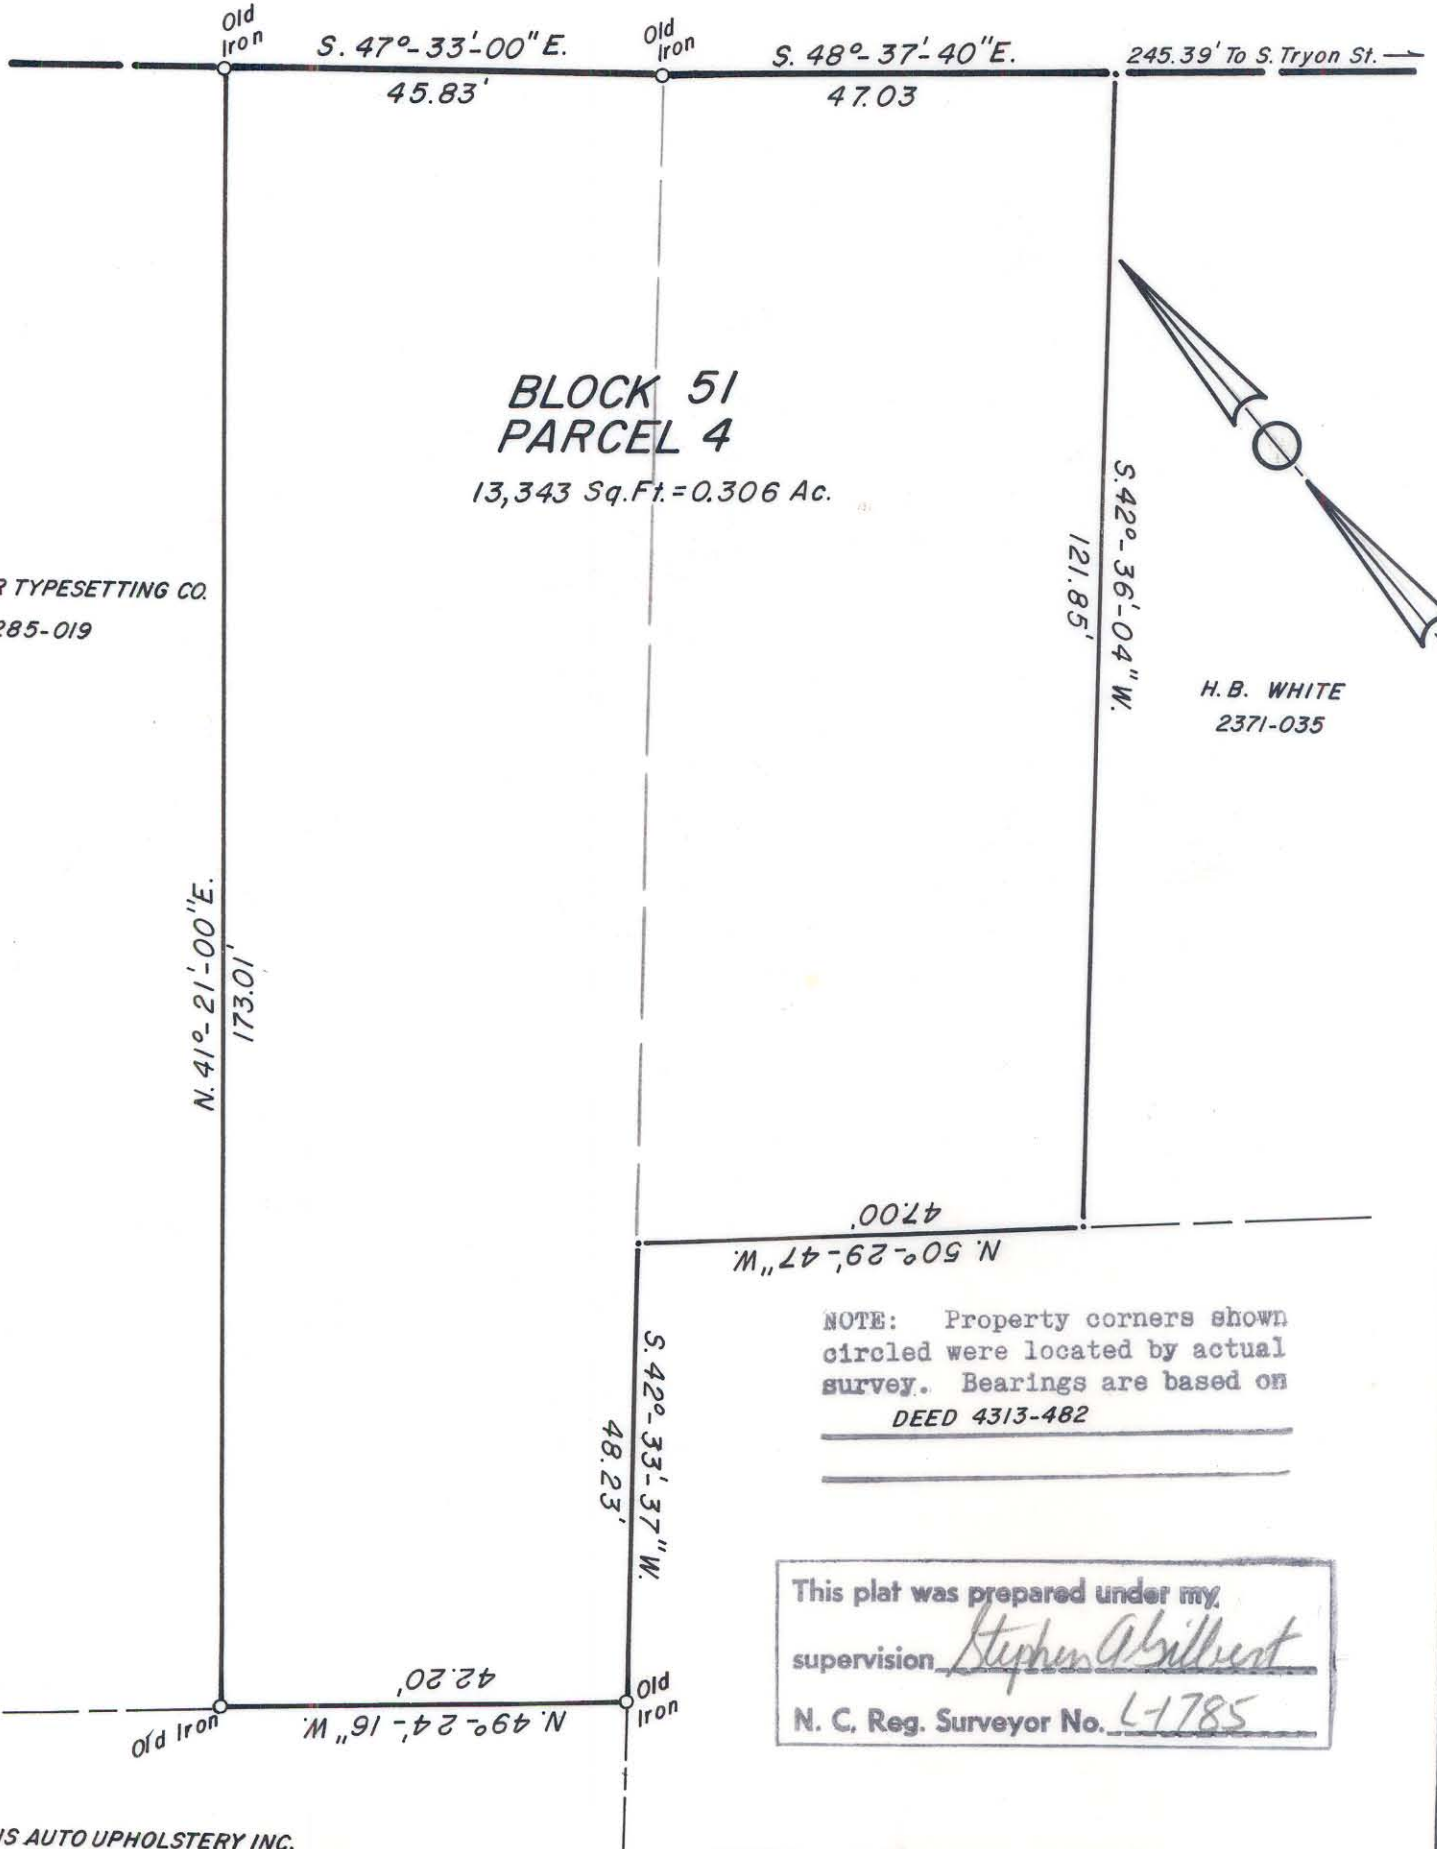 Old
Iron
S. 47°-33'-00"E.
45.83'
Old
Iron
S. 48°-37'-40"E.
47.03
245.39' To S. Tryon St.
BLOCK 51
PARCEL 4
13,343 Sq.Ft.=0.306 Ac.
R TYPESETTING CO.
285-019
S.42°-36'-04"W.
121.85'
H.B. WHITE
2371-035
N.41°-21'-00"E.
173.01'
47.00'
N. 50°-29'-47"W.
NOTE: Property corners shown
circled were located by actual
survey. Bearings are based on
DEED 4313-482
S.42°-33'-37"W.
48.23'
42.20'
N. 49°-24'-16"W.
Old Iron
Old
Iron
This plat was prepared under my
supervision Stephen A Gilbert
N. C. Reg. Surveyor No. L-1785
IS AUTO UPHOLSTERY INC.